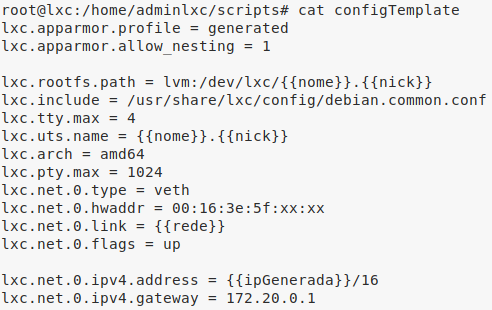 root@lxc:/home/adminlxc/scripts# cat configTemplate
lxc.apparmor.profile = generated
lxc.apparmor.allow_nesting = 1

lxc.rootfs.path = lvm:/dev/lxc/{{nome}}.{{nick}}
lxc.include = /usr/share/lxc/config/debian.common.conf
lxc.tty.max = 4
lxc.uts.name = {{nome}}.{{nick}}
lxc.arch = amd64
lxc.pty.max = 1024
lxc.net.0.type = veth
lxc.net.0.hwaddr = 00:16:3e:5f:xx:xx
lxc.net.0.link = {{rede}}
lxc.net.0.flags = up

lxc.net.0.ipv4.address = {{ipGenerada}}/16
lxc.net.0.ipv4.gateway = 172.20.0.1